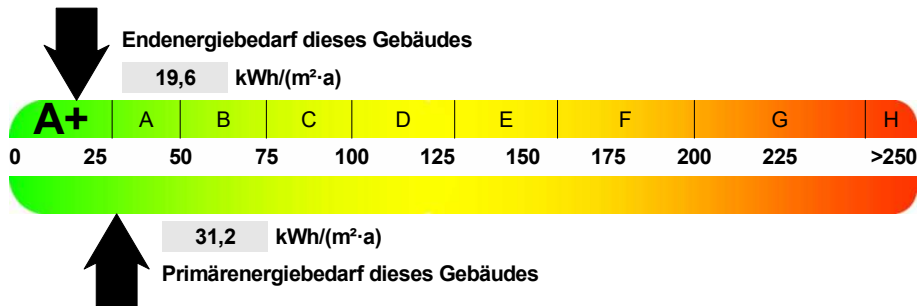 Endenergiebedarf dieses Gebäudes
19,6 kWh/(m²·a)
A+ A B C D E F G H
0 25 50 75 100 125 150 175 200 225 >250
31,2 kWh/(m²·a)
Primärenergiebedarf dieses Gebäudes